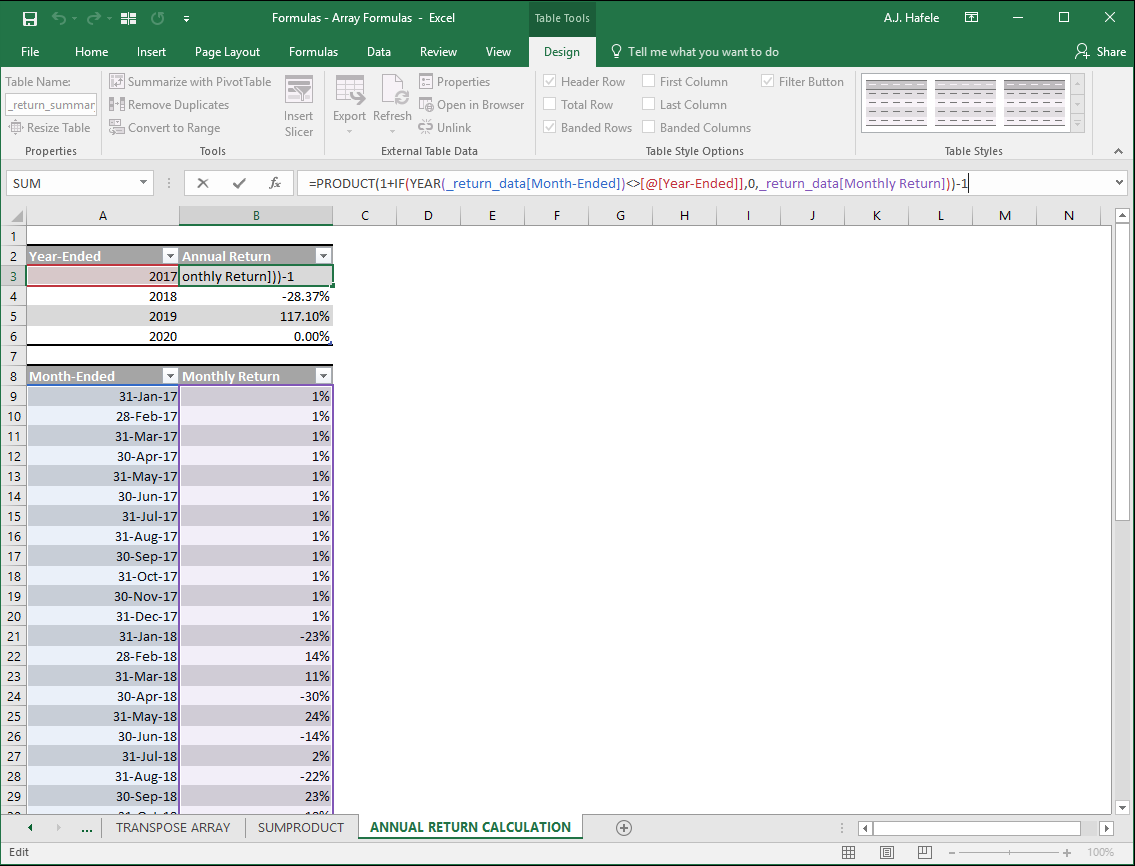 Formulas - Array Formulas - Excel
Table Tools
A.J. Hafele
File Home Insert Page Layout Formulas Data Review View Design Tell me what you want to do Share
Table Name: Summarize with PivotTable Properties Header Row First Column Filter Button
_return_summar Remove Duplicates Insert Slicer Export Refresh Open in Browser Total Row Last Column
Resize Table Convert to Range Unlink Banded Rows Banded Columns
Properties Tools External Table Data Table Style Options Table Styles
SUM fx =PRODUCT(1+IF(YEAR(_return_data[Month-Ended])<>[@[Year-Ended]],0,_return_data[Monthly Return]))-1
A B C D E F G H I J K L M N
1
2 Year-Ended Annual Return
3 2017 onthly Return]))-1
4 2018 -28.37%
5 2019 117.10%
6 2020 0.00%
7
8 Month-Ended Monthly Return
9 31-Jan-17 1%
10 28-Feb-17 1%
11 31-Mar-17 1%
12 30-Apr-17 1%
13 31-May-17 1%
14 30-Jun-17 1%
15 31-Jul-17 1%
16 31-Aug-17 1%
17 30-Sep-17 1%
18 31-Oct-17 1%
19 30-Nov-17 1%
20 31-Dec-17 1%
21 31-Jan-18 -23%
22 28-Feb-18 14%
23 31-Mar-18 11%
24 30-Apr-18 -30%
25 31-May-18 24%
26 30-Jun-18 -14%
27 31-Jul-18 2%
28 31-Aug-18 -22%
29 30-Sep-18 23%
... TRANSPOSE ARRAY SUMPRODUCT ANNUAL RETURN CALCULATION
Edit 100%